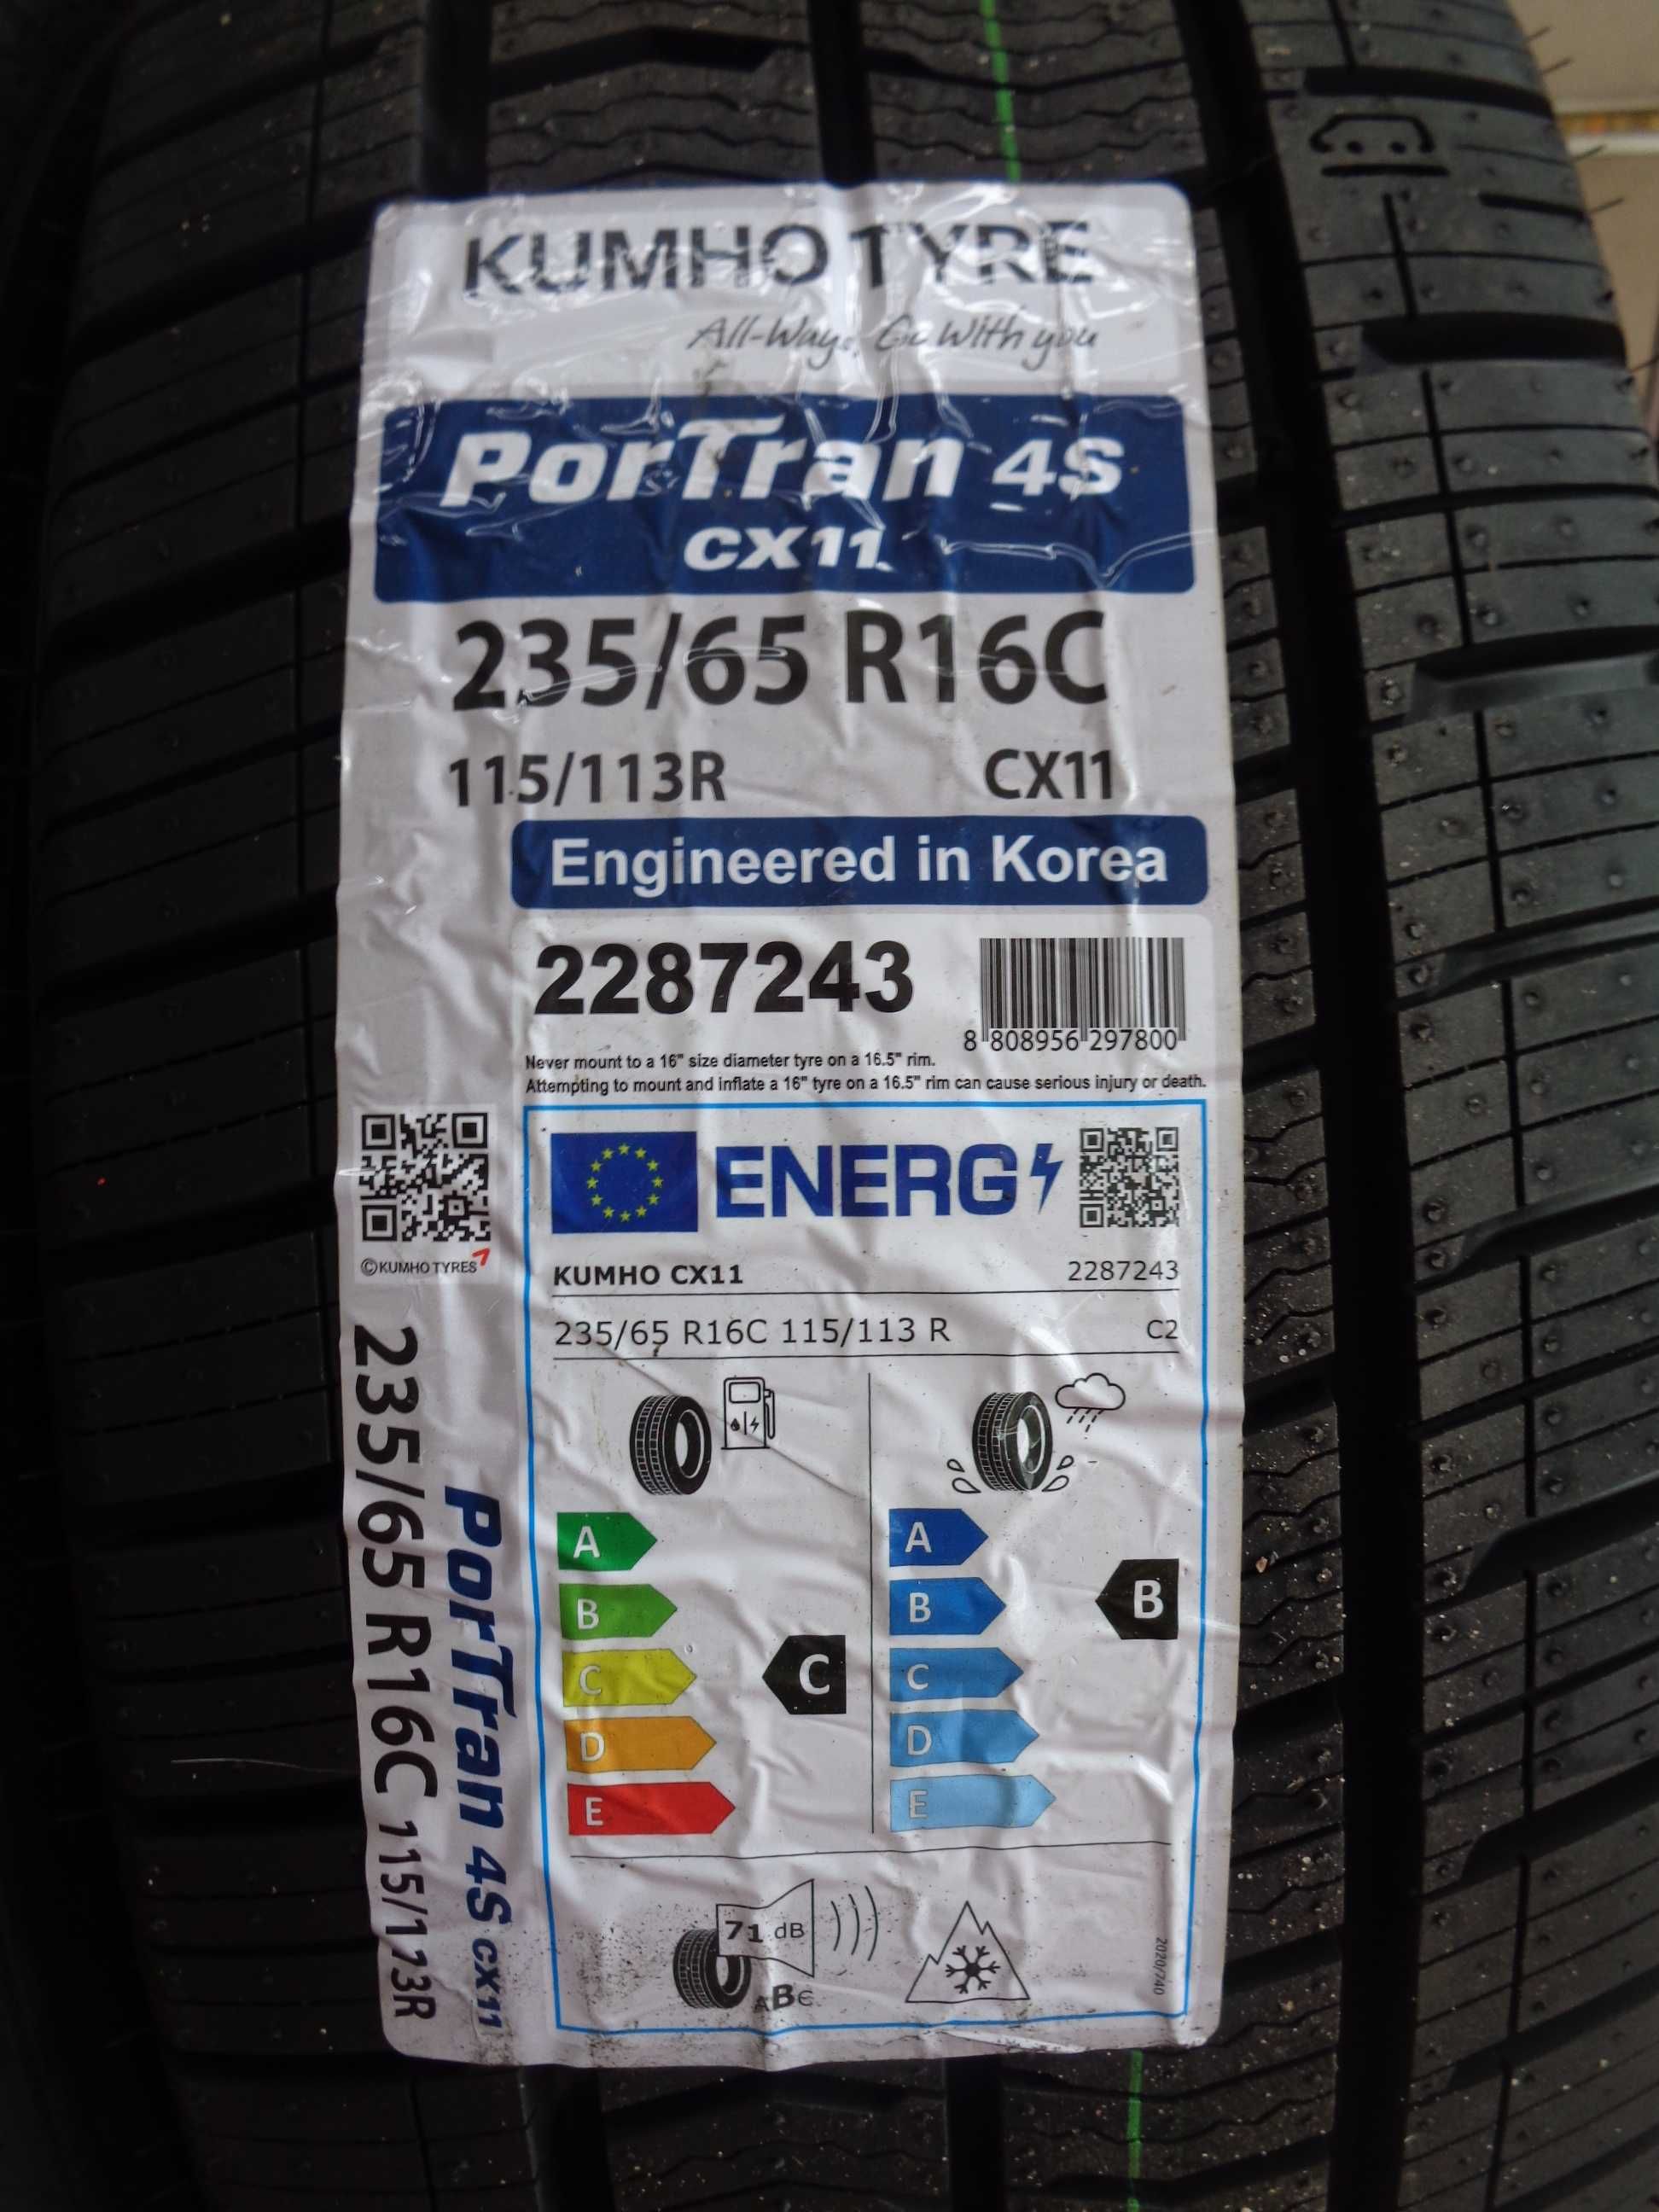 KUMHO TYRE
All-Ways, Go With you
PorTran 4S
CX11
235/65 R16C
115/113R CX11
Engineered in Korea
2287243
8 808956 297800
Never mount to a 16" size diameter tyre on a 16.5" rim.
Attempting to mount and inflate a 16" tyre on a 16.5" rim can cause serious injury or death.
ENERG
KUMHO CX11 2287243
235/65 R16C 115/113 R C2
A
B
C
D
E
C
A
B
C
D
E
B
71 dB
ABC
2020/740
©KUMHO TYRES
235/65 R16C 115/113R
PorTran 4S CX11